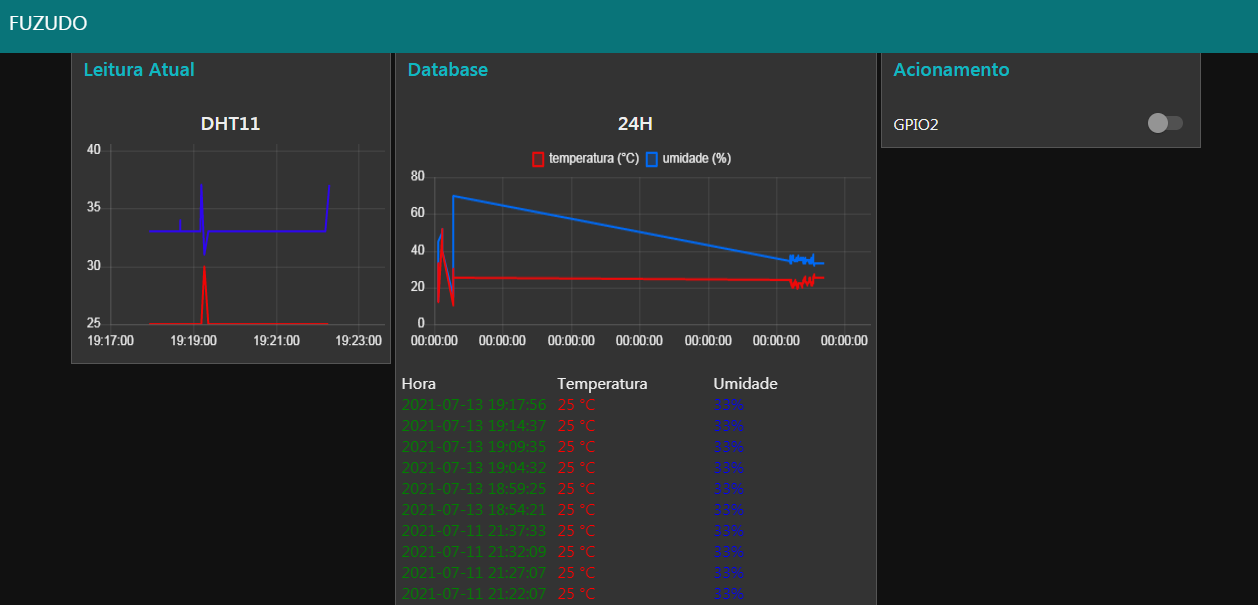 FUZUDO
Leitura Atual
DHT11
40
35
30
25
19:17:00 19:19:00 19:21:00 19:23:00
Database
24H
temperatura (°C) umidade (%)
80
60
40
20
0
00:00:00 00:00:00 00:00:00 00:00:00 00:00:00 00:00:00 00:00:00
Hora Temperatura Umidade
2021-07-13 19:17:56 25 °C 33%
2021-07-13 19:14:37 25 °C 33%
2021-07-13 19:09:35 25 °C 33%
2021-07-13 19:04:32 25 °C 33%
2021-07-13 18:59:25 25 °C 33%
2021-07-13 18:54:21 25 °C 33%
2021-07-11 21:37:33 25 °C 33%
2021-07-11 21:32:09 25 °C 33%
2021-07-11 21:27:07 25 °C 33%
2021-07-11 21:22:07 25 °C 33%
Acionamento
GPIO2